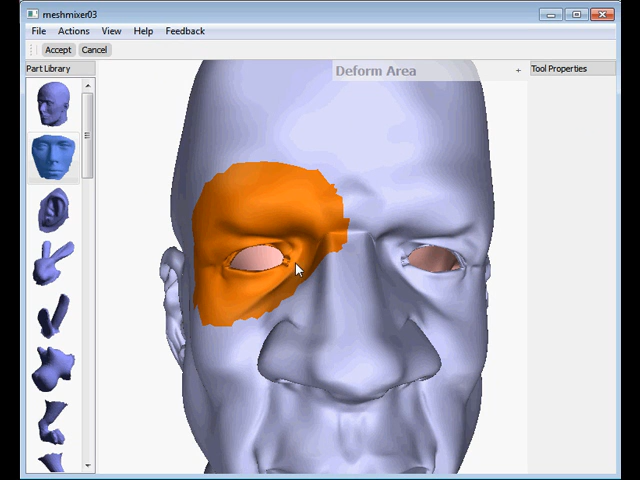 meshmixer03
File Actions View Help Feedback
Accept Cancel
Part Library
Deform Area
Tool Properties